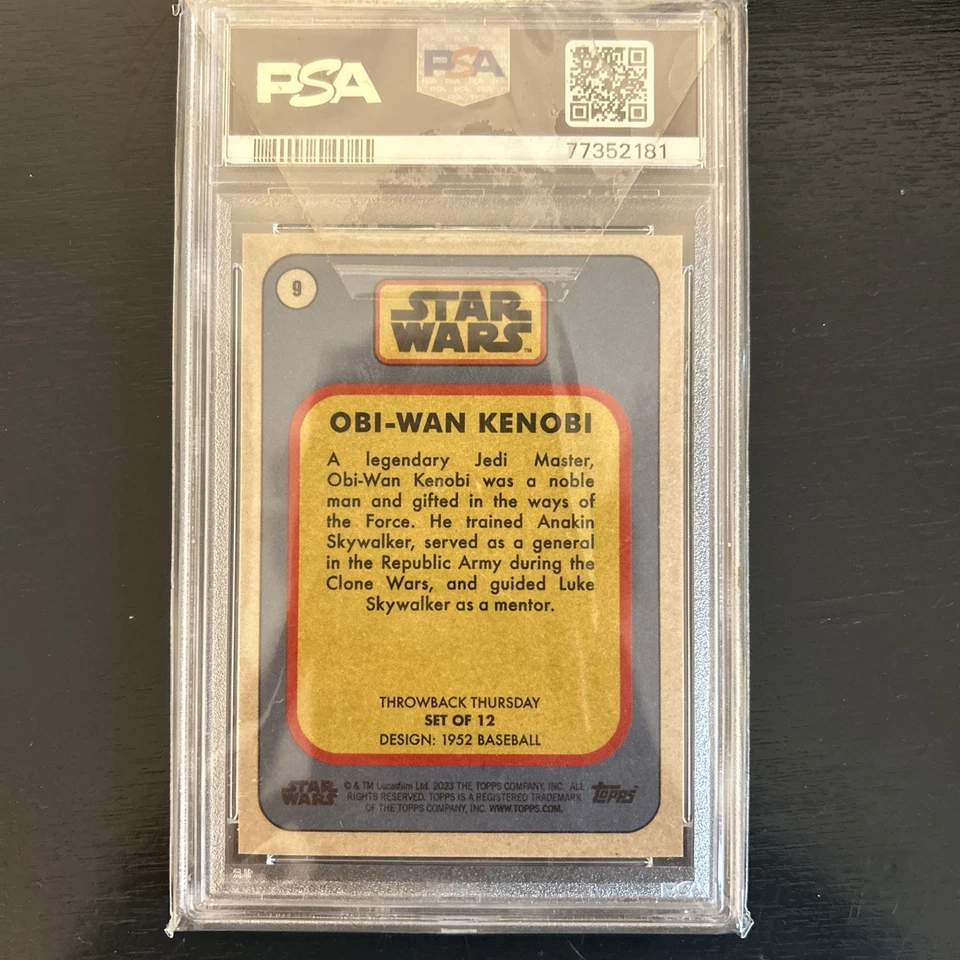 PSA
PSA
77352181
9
STAR
WARS™
OBI-WAN KENOBI
A legendary Jedi Master,
Obi-Wan Kenobi was a noble
man and gifted in the ways of
the Force. He trained Anakin
Skywalker, served as a general
in the Republic Army during the
Clone Wars, and guided Luke
Skywalker as a mentor.
THROWBACK THURSDAY
SET OF 12
DESIGN: 1952 BASEBALL
STAR
WARS
© & TM Lucasfilm Ltd. 2023 THE TOPPS COMPANY, INC. ALL
RIGHTS RESERVED. TOPPS IS A REGISTERED TRADEMARK
OF THE TOPPS COMPANY, INC. WWW.TOPPS.COM.
Topps